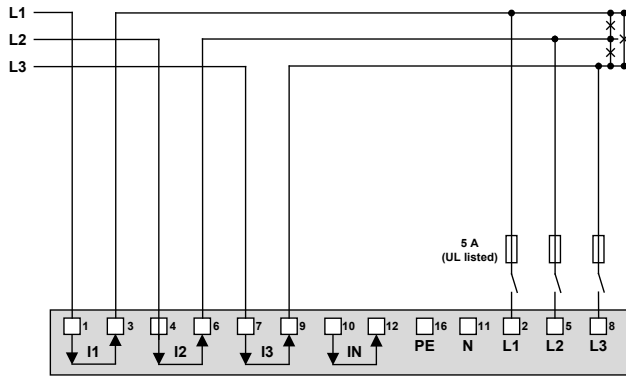 L1
L2
L3
5 A
(UL listed)
1 3 4 6 7 9 10 12 16 11 2 5 8
I1 I2 I3 IN PE N L1 L2 L3